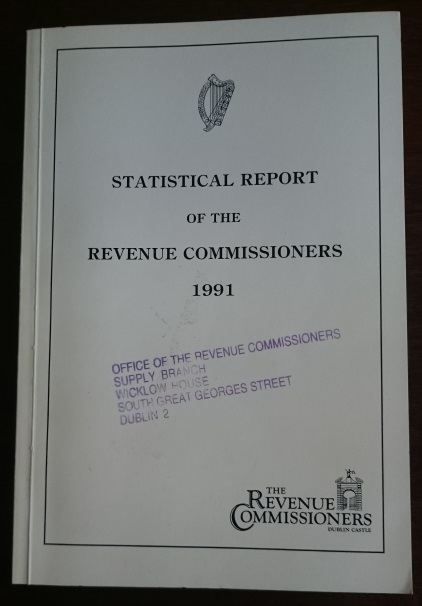 STATISTICAL REPORT
OF THE
REVENUE COMMISSIONERS
1991
OFFICE OF THE REVENUE COMMISSIONERS
SUPPLY BRANCH
WICKLOW HOUSE
SOUTH GREAT GEORGES STREET
DUBLIN 2
THE
REVENUE
COMMISSIONERS
DUBLIN CASTLE